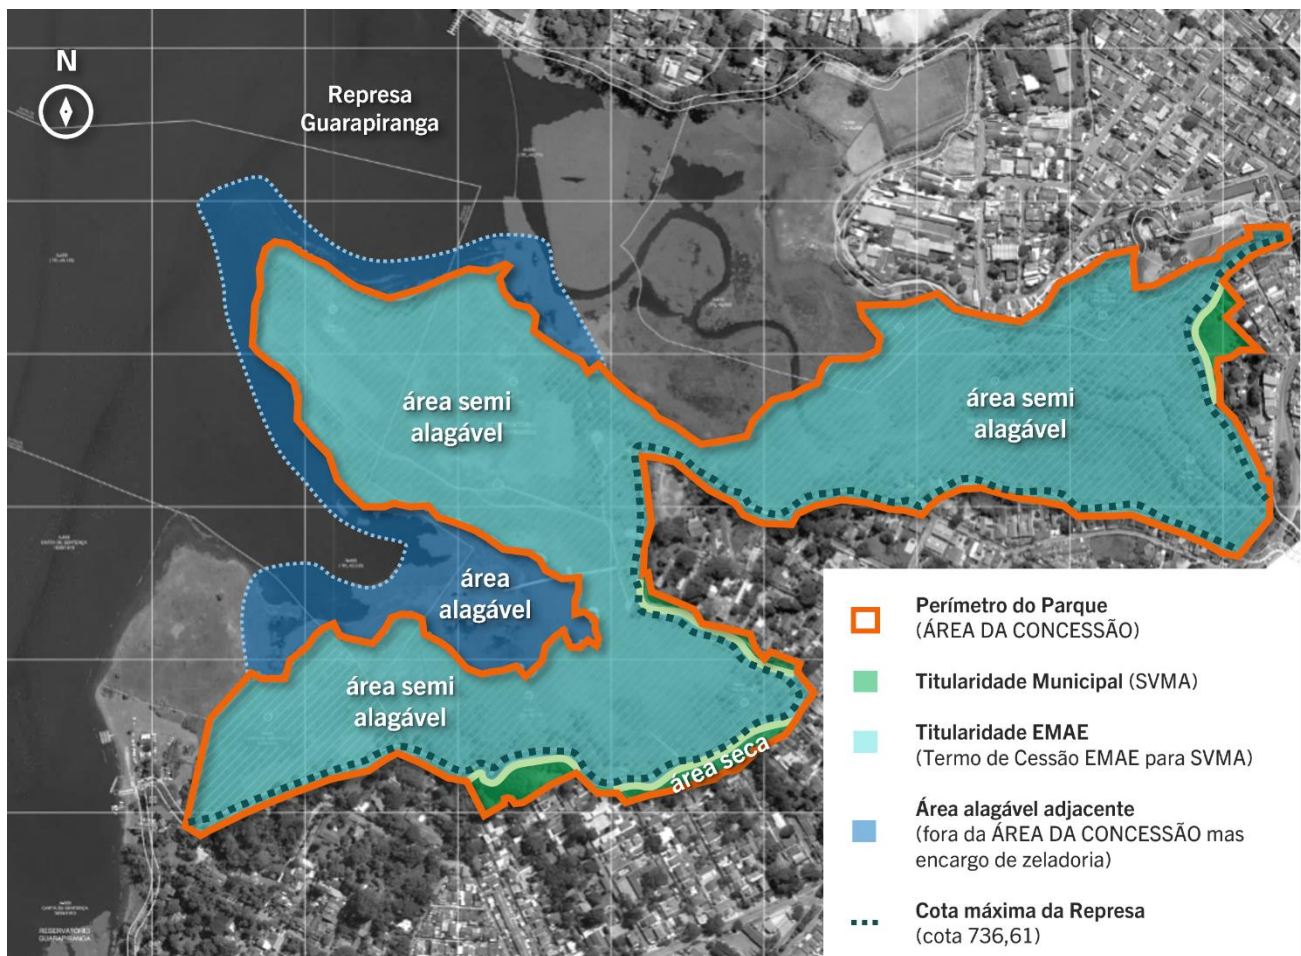 N
Represa
Guarapiranga
área semi
alagável
área semi
alagável
área
alagável
área semi
alagável
área seca
Perímetro do Parque
(ÁREA DA CONCESSÃO)
Titularidade Municipal (SVMA)
Titularidade EMAE
(Termo de Cessão EMAE para SVMA)
Área alagável adjacente
(fora da ÁREA DA CONCESSÃO mas
encargo de zeladoria)
Cota máxima da Represa
(cota 736,61)
RESERVATÓRIO
GUARAPIRANGA